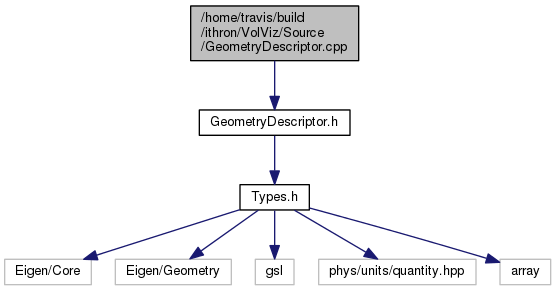 /home/travis/build
/ithron/VolViz/Source
/GeometryDescriptor.cpp
GeometryDescriptor.h
Types.h
Eigen/Core
Eigen/Geometry
gsl
phys/units/quantity.hpp
array